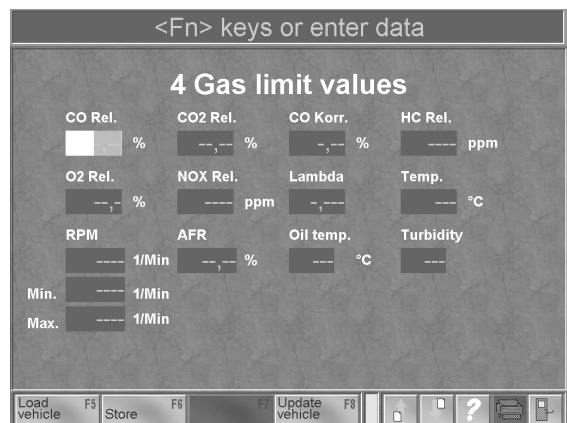 <Fn> keys or enter data
4 Gas limit values
CO Rel. CO2 Rel. CO Korr. HC Rel.
-,-- % --,-- % -,-- % ---- ppm
O2 Rel. NOX Rel. Lambda Temp.
--,- % ---- ppm -,--- --- °C
RPM AFR Oil temp. Turbidity
---- 1/Min --,-- % --- °C ---
Min. ---- 1/Min
Max. ---- 1/Min
Load vehicle F5 Store F6 F7 Update vehicle F8 ?